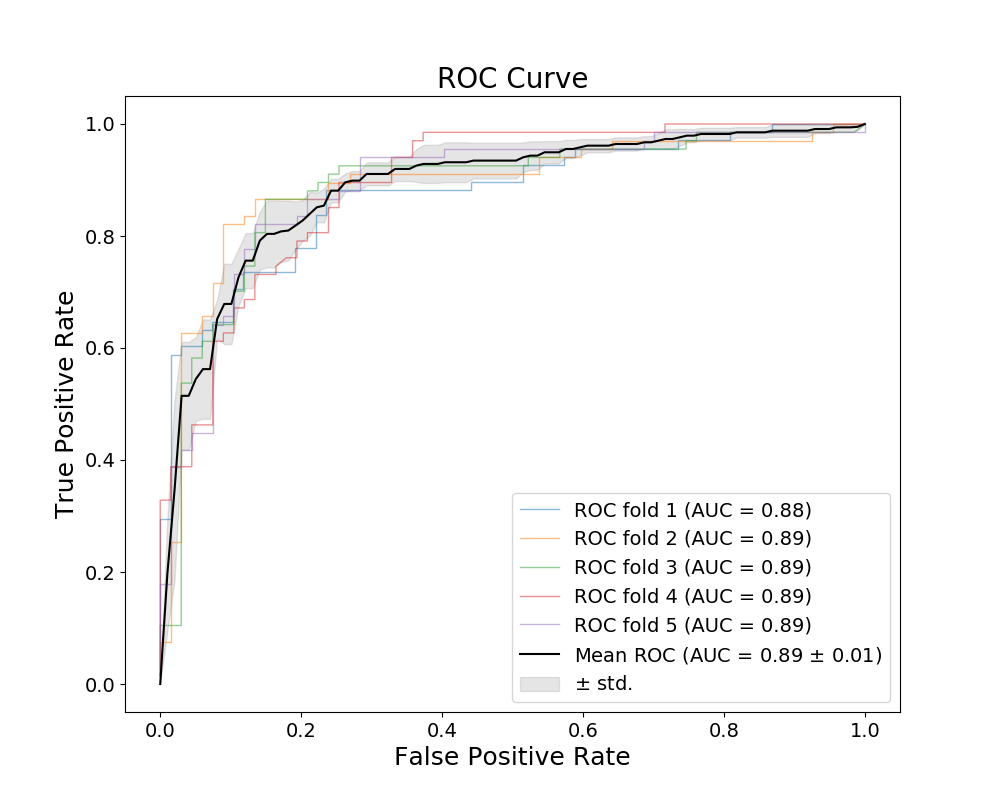 ROC Curve
True Positive Rate
1.0
0.8
0.6
0.4
0.2
0.0
ROC fold 1 (AUC = 0.88)
ROC fold 2 (AUC = 0.89)
ROC fold 3 (AUC = 0.89)
ROC fold 4 (AUC = 0.89)
ROC fold 5 (AUC = 0.89)
Mean ROC (AUC = 0.89 ± 0.01)
± std.
0.0 0.2 0.4 0.6 0.8 1.0
False Positive Rate